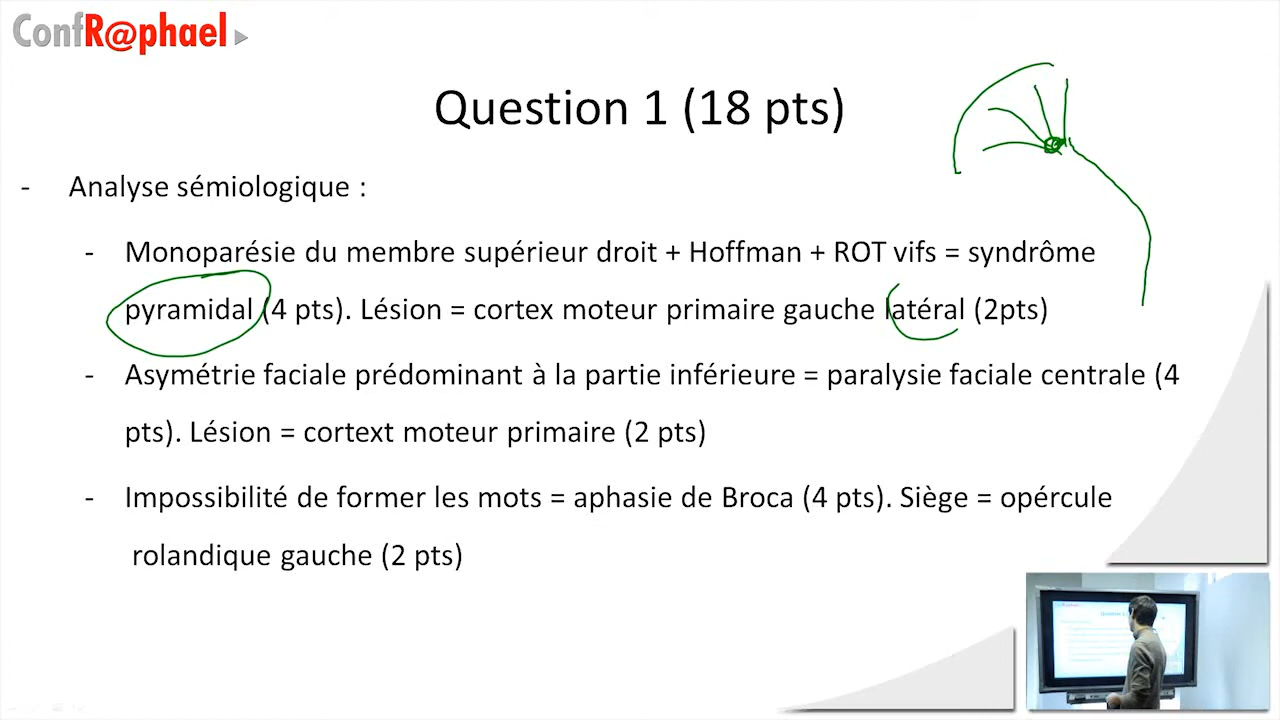 ConfR@phael
Question 1 (18 pts)
- Analyse sémiologique :
- Monoparésie du membre supérieur droit + Hoffman + ROT vifs = syndrôme
pyramidal (4 pts). Lésion = cortex moteur primaire gauche latéral (2pts)
- Asymétrie faciale prédominant à la partie inférieure = paralysie faciale centrale (4
pts). Lésion = cortext moteur primaire (2 pts)
- Impossibilité de former les mots = aphasie de Broca (4 pts). Siège = opércule
rolandique gauche (2 pts)